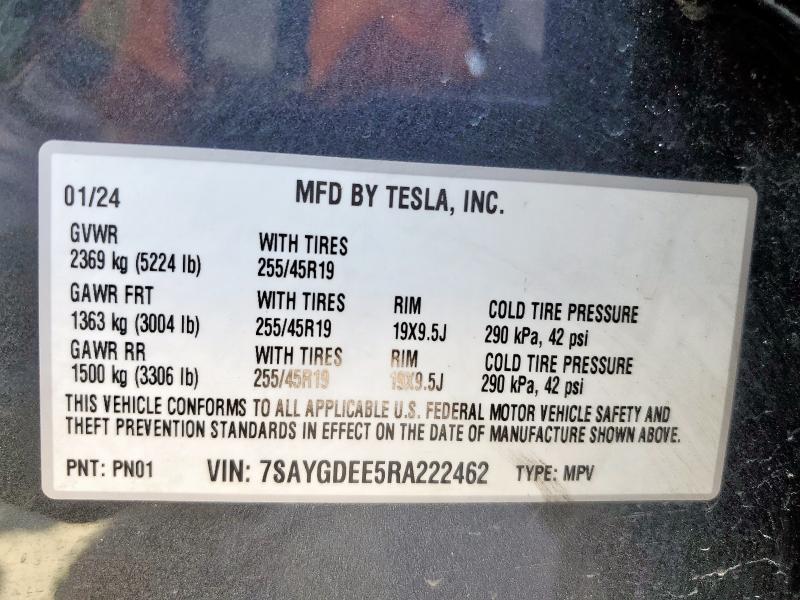 01/24 MFD BY TESLA, INC.
GVWR WITH TIRES
2369 kg (5224 lb) 255/45R19
GAWR FRT WITH TIRES RIM COLD TIRE PRESSURE
1363 kg (3004 lb) 255/45R19 19X9.5J 290 kPa, 42 psi
GAWR RR WITH TIRES RIM COLD TIRE PRESSURE
1500 kg (3306 lb) 255/45R19 19X9.5J 290 kPa, 42 psi
THIS VEHICLE CONFORMS TO ALL APPLICABLE U.S. FEDERAL MOTOR VEHICLE SAFETY AND
THEFT PREVENTION STANDARDS IN EFFECT ON THE DATE OF MANUFACTURE SHOWN ABOVE.
PNT: PN01 VIN: 7SAYGDEE5RA222462 TYPE: MPV